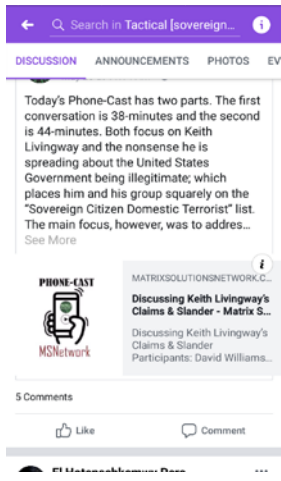 Search in Tactical [sovereign...
DISCUSSION ANNOUNCEMENTS PHOTOS EV
Today's Phone-Cast has two parts. The first
conversation is 38-minutes and the second
is 44-minutes. Both focus on Keith
Livingway and the nonsense he is
spreading about the United States
Government being illegitimate; which
places him and his group squarely on the
"Sovereign Citizen Domestic Terrorist" list.
The main focus, however, was to addres...
See More
PHONE-CAST
MSNetwork
MATRIXSOLUTIONSNETWORK.C...
Discussing Keith Livingway's
Claims & Slander - Matrix S...
Discussing Keith Livingway's
Claims & Slander
Participants: David Williams...
5 Comments
Like Comment